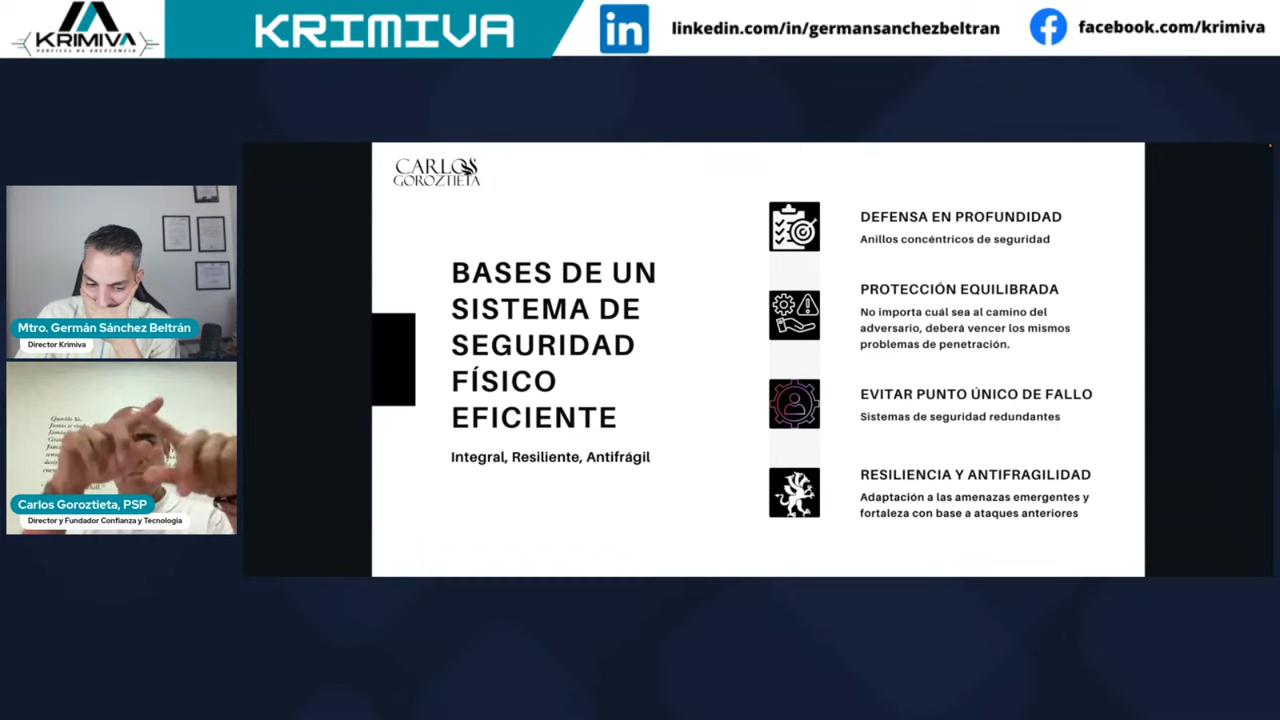 KRIMIVA
PERFILES DE EXCELENCIA
KRIMIVA
in
linkedin.com/in/germansanchezbeltran
facebook.com/krimiva
Mtro. Germán Sánchez Beltrán
Director Krimiva
Carlos Goroztieta, PSP
Director y Fundador Confianza y Tecnología
CARLOS
GOROZTIETA
BASES DE UN
SISTEMA DE
SEGURIDAD
FÍSICO
EFICIENTE
Integral, Resiliente, Antifrágil
DEFENSA EN PROFUNDIDAD
Anillos concéntricos de seguridad
PROTECCIÓN EQUILIBRADA
No importa cuál sea al camino del
adversario, deberá vencer los mismos
problemas de penetración.
EVITAR PUNTO ÚNICO DE FALLO
Sistemas de seguridad redundantes
RESILIENCIA Y ANTIFRAGILIDAD
Adaptación a las amenazas emergentes y
fortaleza con base a ataques anteriores